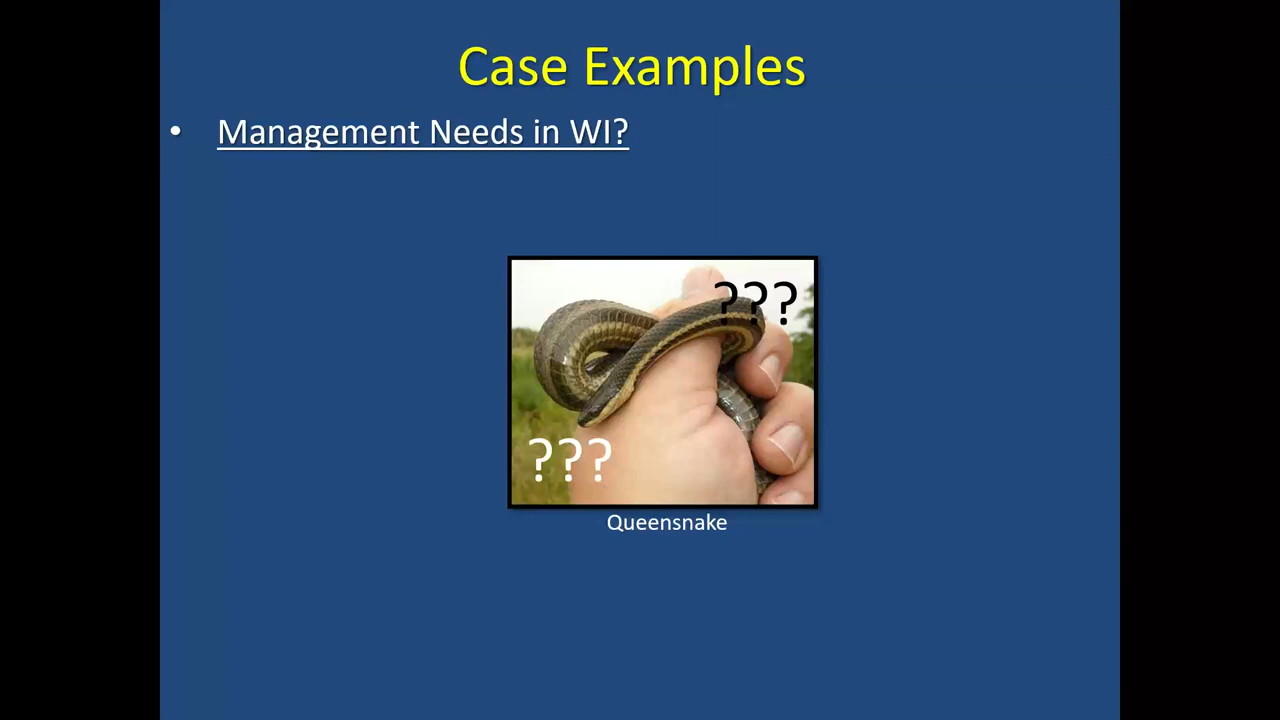 Case Examples
• Management Needs in WI?
???
???
Queensnake